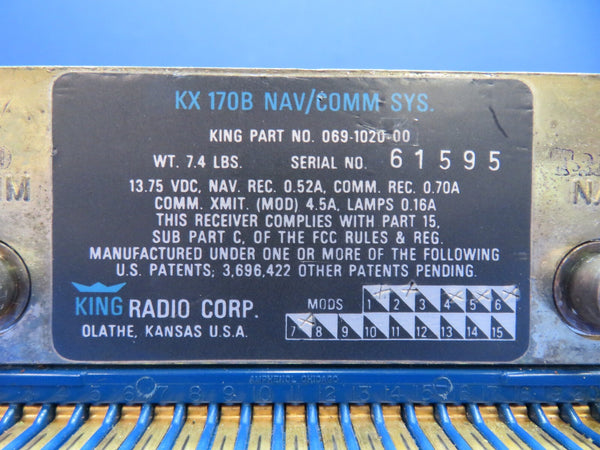 KX 170B NAV/COMM SYS.
KING PART NO. 069-1020-00
WT. 7.4 LBS. SERIAL NO. 61595
13.75 VDC, NAV. REC. 0.52A, COMM. REC. 0.70A
COMM. XMIT. (MOD) 4.5A, LAMPS 0.16A
THIS RECEIVER COMPLIES WITH PART 15,
SUB PART C, OF THE FCC RULES & REG.
MANUFACTURED UNDER ONE OR MORE OF THE FOLLOWING
U.S. PATENTS; 3,696,422 OTHER PATENTS PENDING.
KING RADIO CORP.
OLATHE, KANSAS U.S.A.
MODS 1 2 3 4 5 6
7 8 9 10 11 12 13 14 15
AMPHENOL CHICAGO